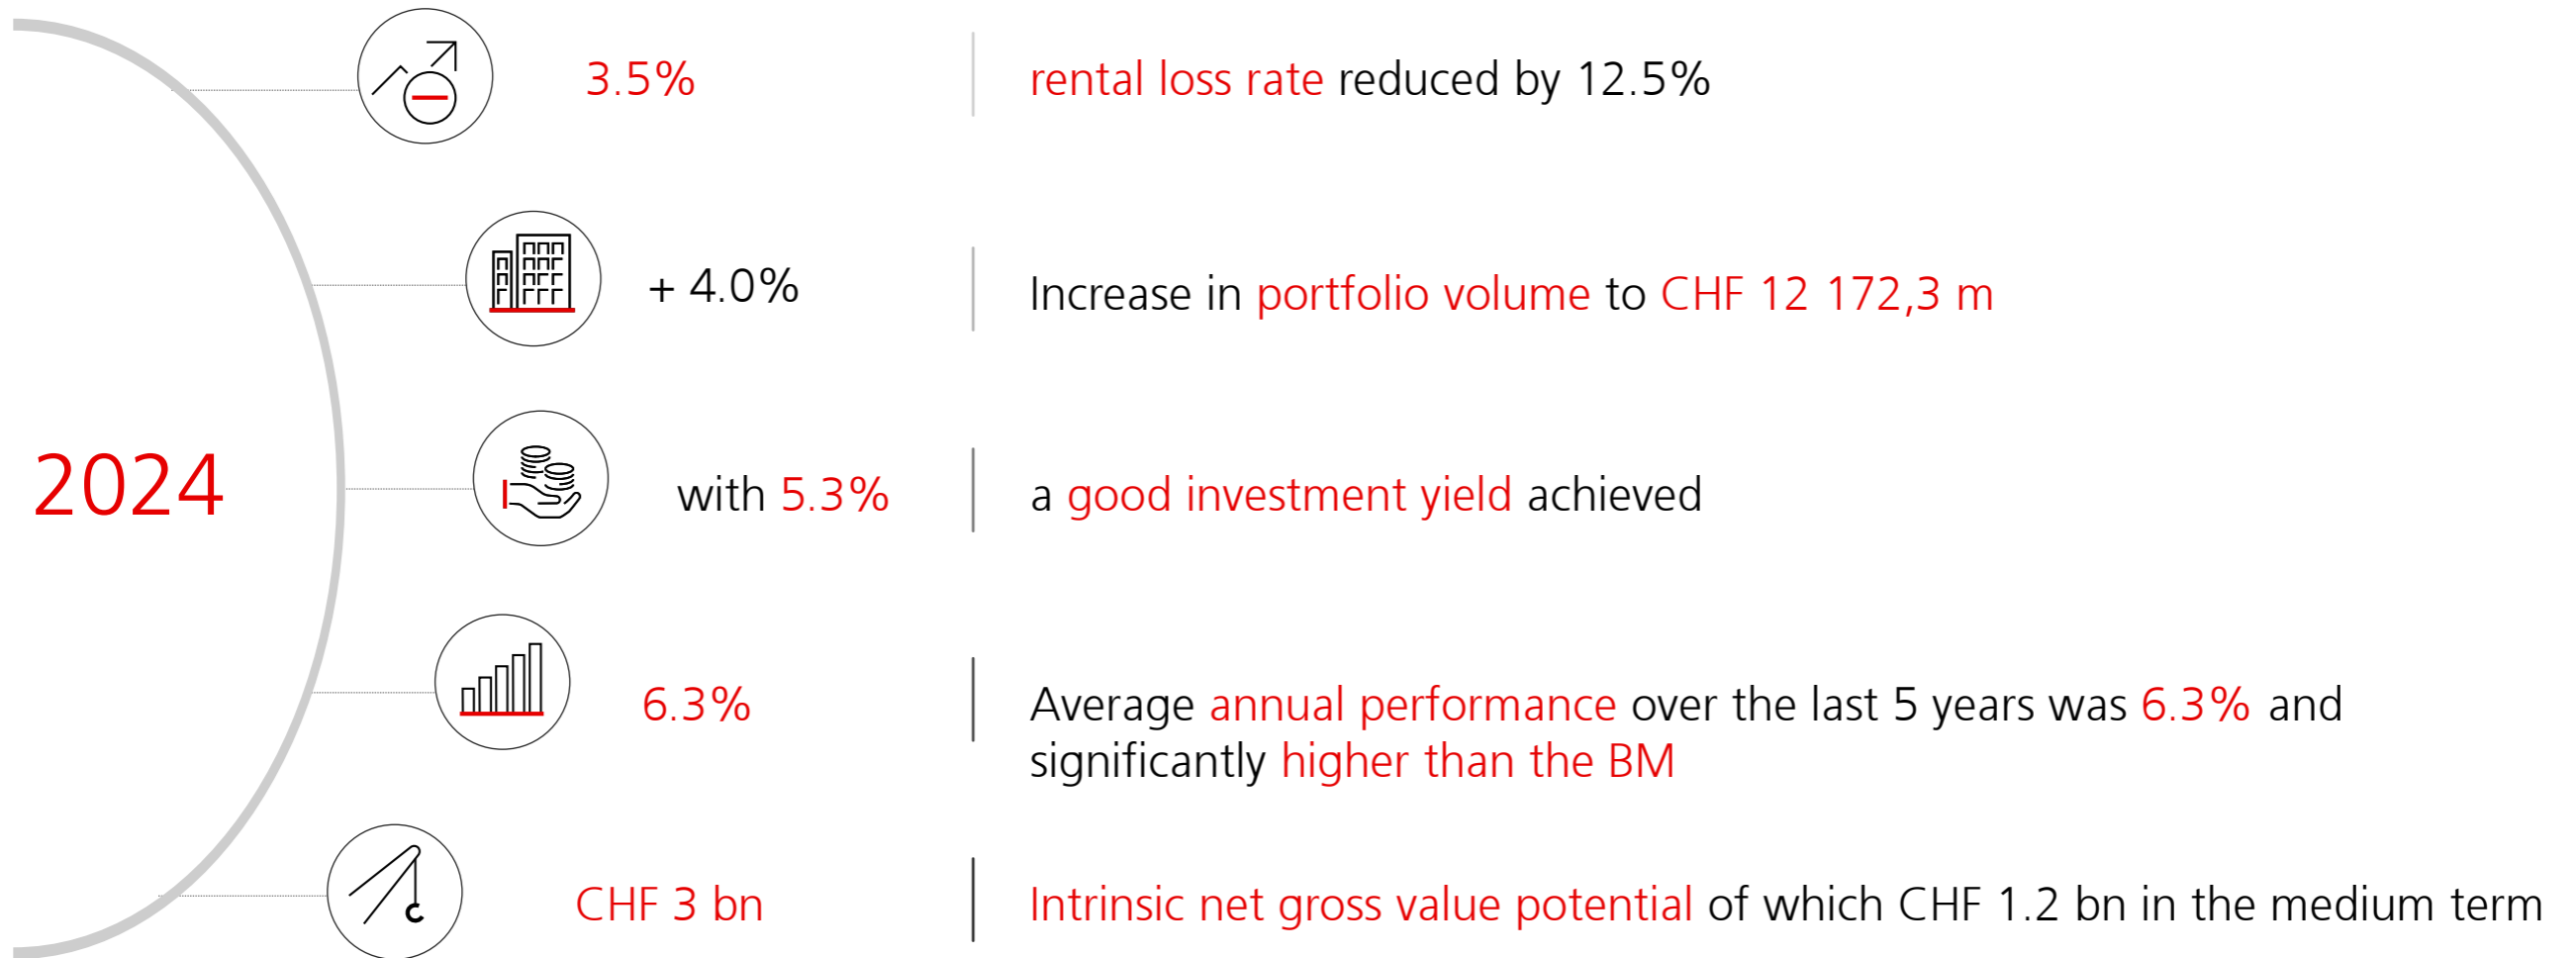 3.5%
rental loss rate reduced by 12.5%
+ 4.0%
Increase in portfolio volume to CHF 12 172,3 m
2024
with 5.3%
a good investment yield achieved
6.3%
Average annual performance over the last 5 years was 6.3% and
significantly higher than the BM
CHF 3 bn
Intrinsic net gross value potential of which CHF 1.2 bn in the medium term